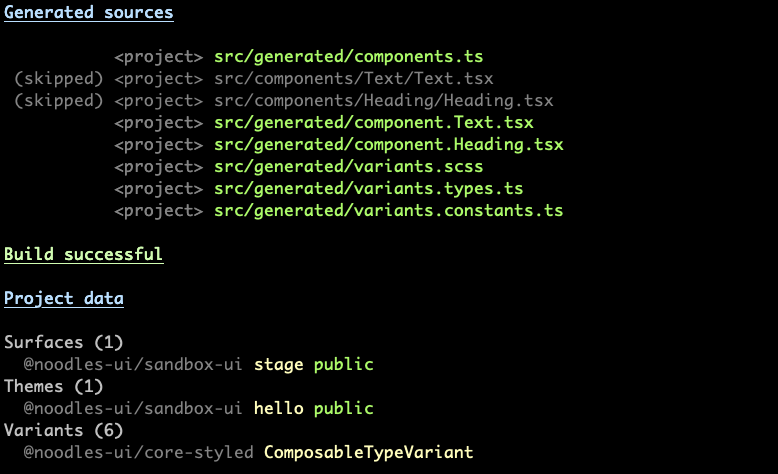 Generated sources
<project> src/generated/components.ts
(skipped) <project> src/components/Text/Text.tsx
(skipped) <project> src/components/Heading/Heading.tsx
<project> src/generated/component.Text.tsx
<project> src/generated/component.Heading.tsx
<project> src/generated/variants.scss
<project> src/generated/variants.types.ts
<project> src/generated/variants.constants.ts
Build successful
Project data
Surfaces (1)
@noodles-ui/sandbox-ui stage public
Themes (1)
@noodles-ui/sandbox-ui hello public
Variants (6)
@noodles-ui/core-styled ComposableTypeVariant